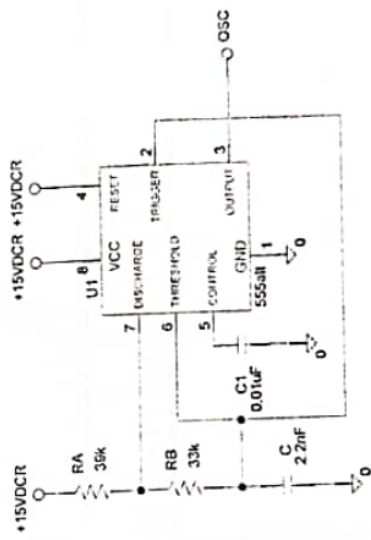 +15VDCR
+15VDCR
+15VDCR
RA
39k
RB
33k
C
2.2nF
0
C1
0.01uF
0
U1
8
4
VCC
RESET
7
DISCHARGE
6
THRESHOLD
5
CONTROL
TRIGGER
2
OUTPUT
3
GND
1
555alt
0
OSC